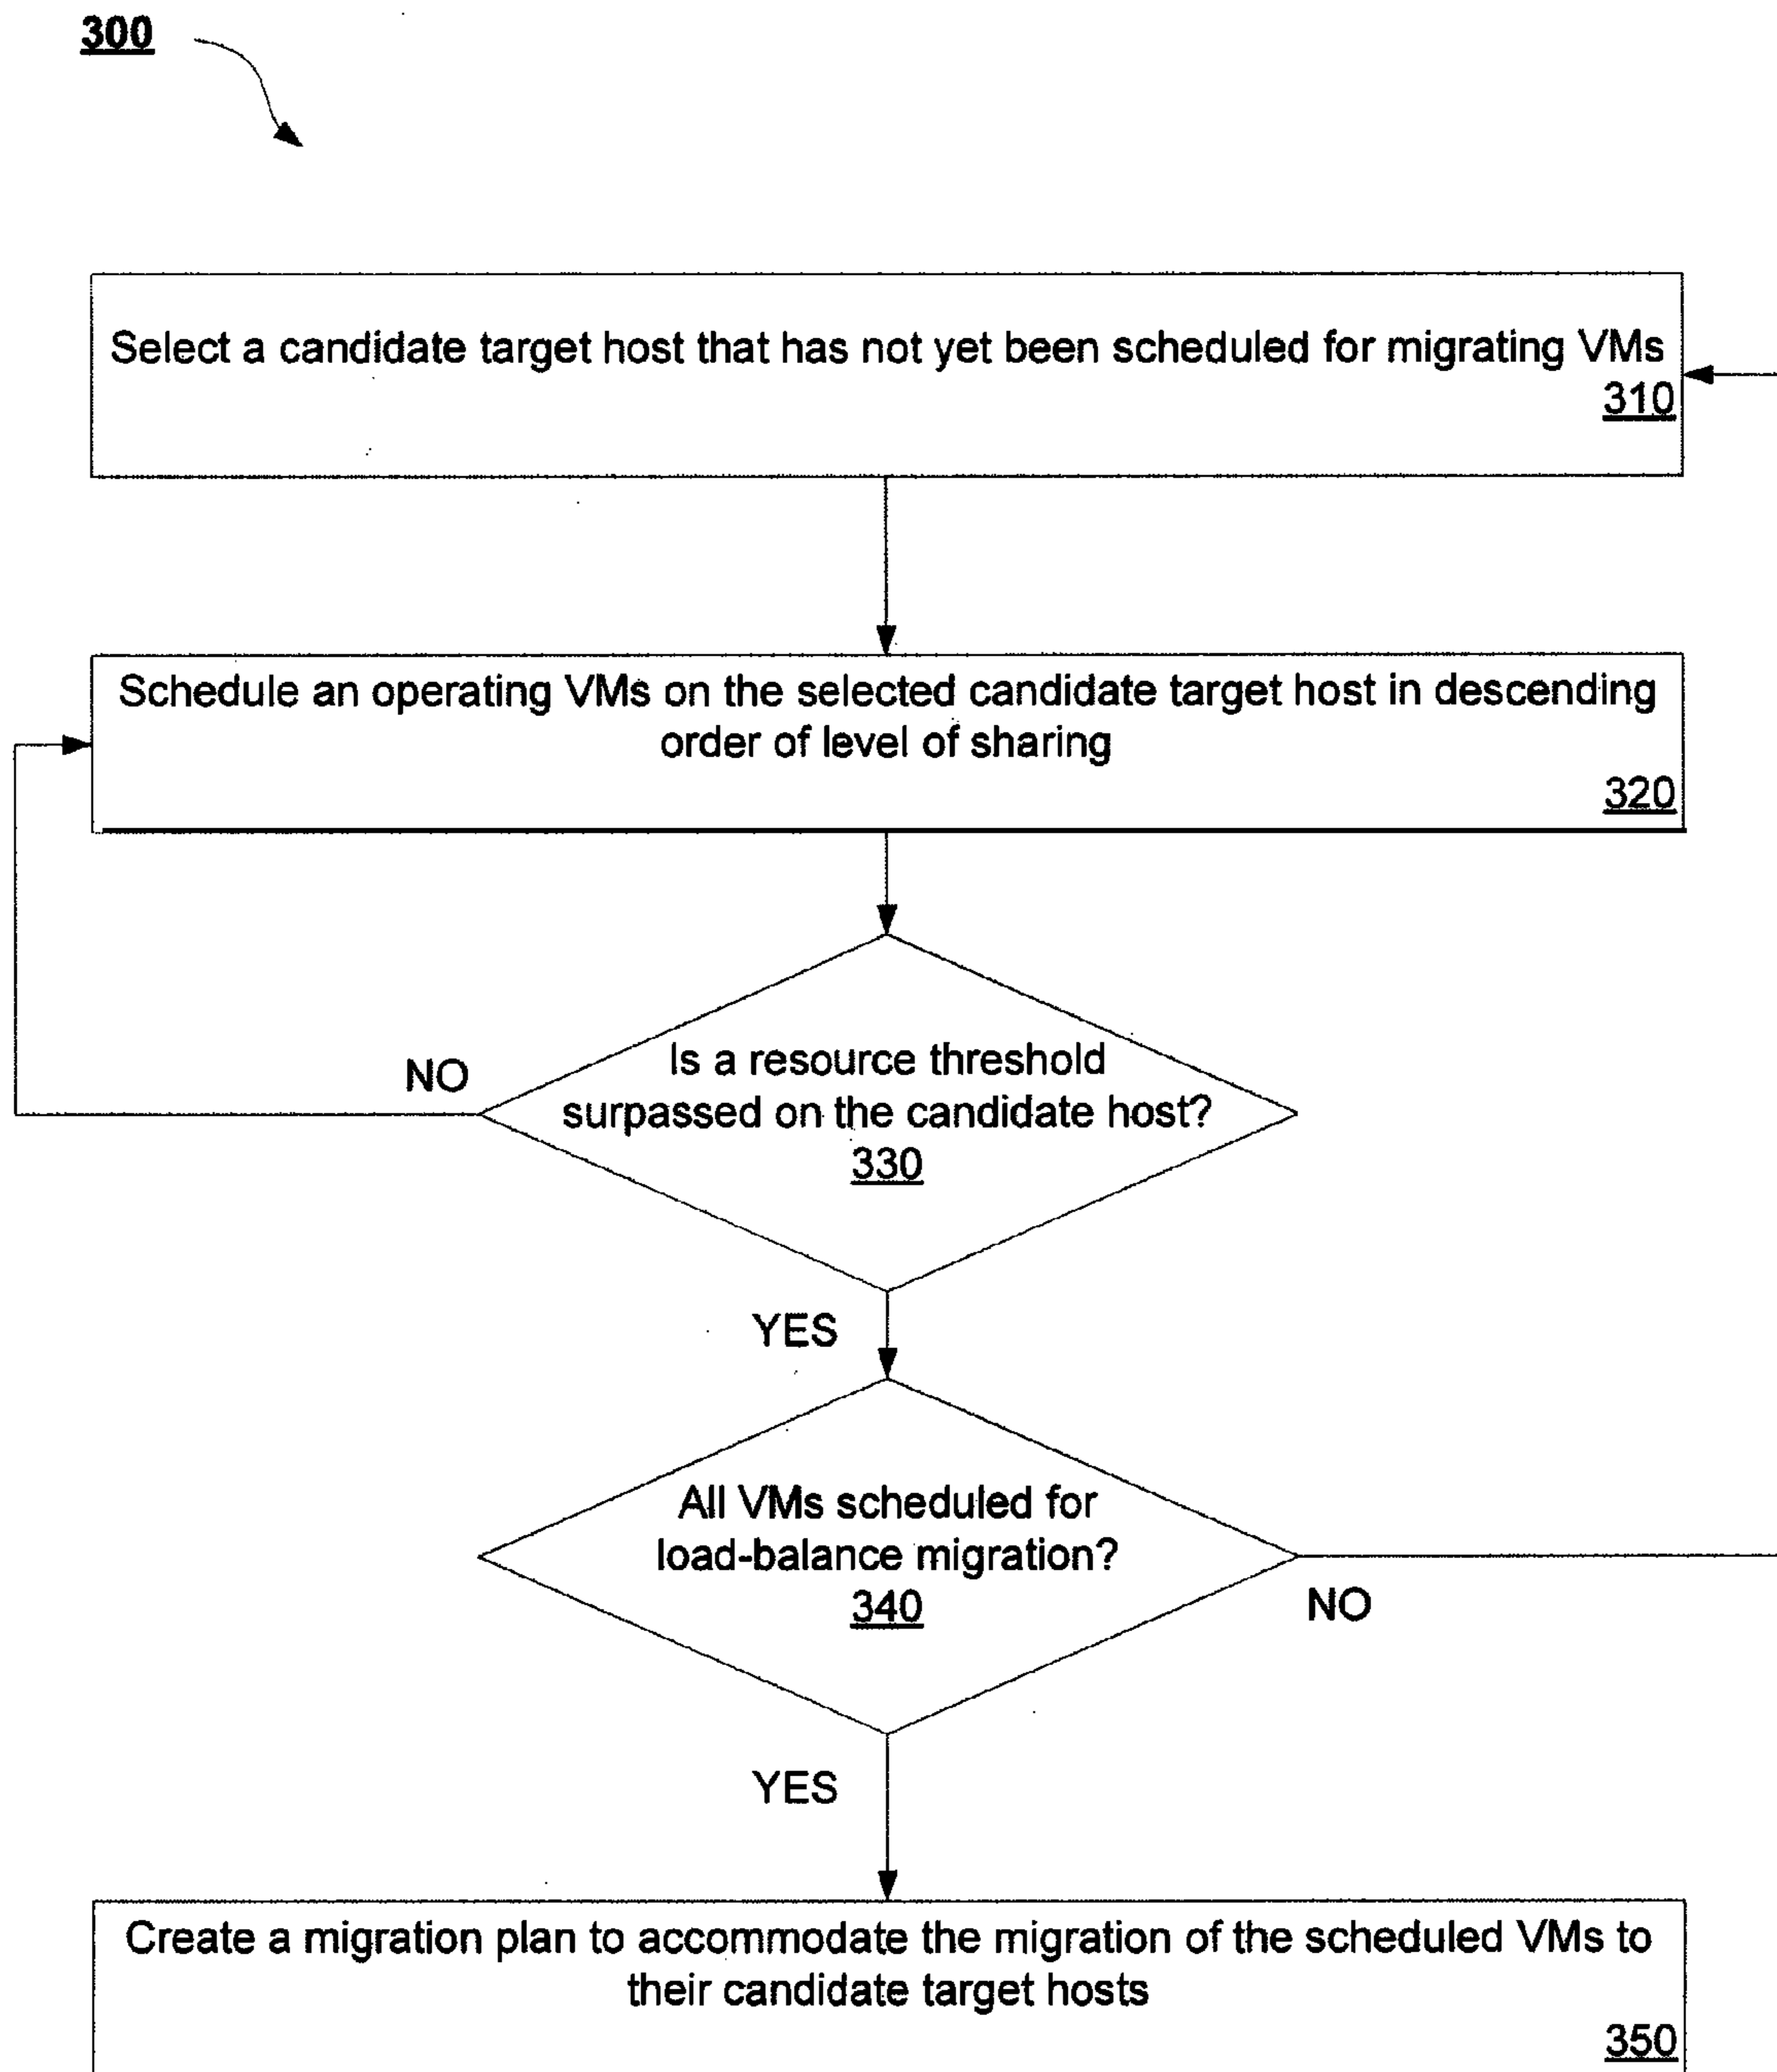 300
Select a candidate target host that has not yet been scheduled for migrating VMs
310
Schedule an operating VMs on the selected candidate target host in descending
order of level of sharing
320
Is a resource threshold
surpassed on the candidate host?
330
NO
YES
All VMs scheduled for
load-balance migration?
340
NO
YES
Create a migration plan to accommodate the migration of the scheduled VMs to
their candidate target hosts
350